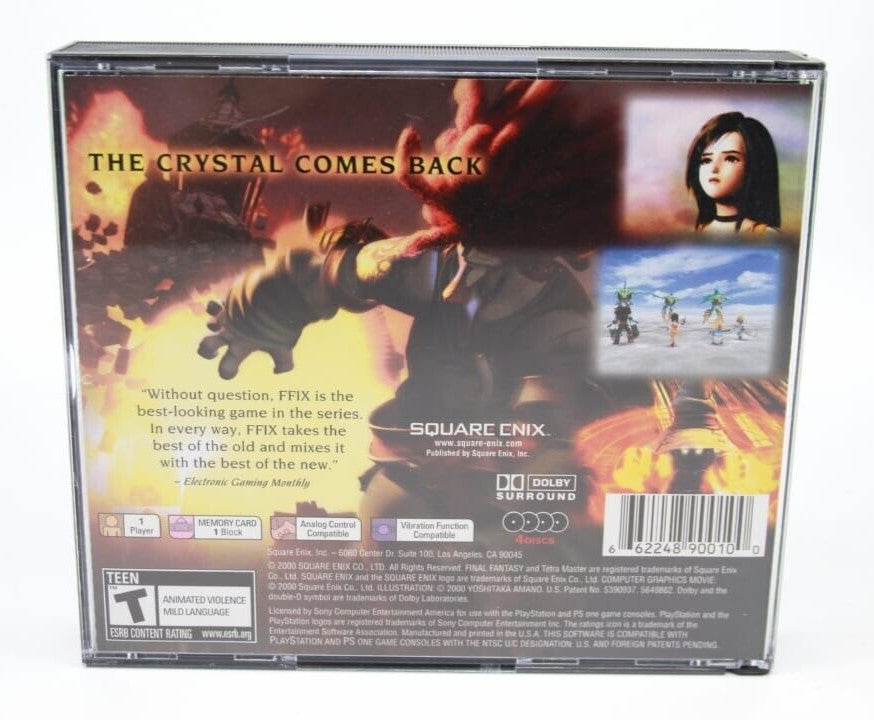 THE CRYSTAL COMES BACK
"Without question, FFIX is the
best-looking game in the series.
In every way, FFIX takes the
best of the old and mixes it
with the best of the new."
– Electronic Gaming Monthly
SQUARE ENIX™
www.square-enix.com
Published by Square Enix, Inc.
DOLBY
SURROUND
4 DISCS
1
Player
MEMORY CARD
1 Block
Analog Control
Compatible
Vibration Function
Compatible
6 62248 90010 0
TEEN
T
ANIMATED VIOLENCE
MILD LANGUAGE
ESRB CONTENT RATING www.esrb.org
Square Enix, Inc. – 6060 Center Dr. Suite 100, Los Angeles, CA 90045
© 2000 SQUARE ENIX CO., LTD. All Rights Reserved. FINAL FANTASY and Tetra Master are registered trademarks of Square Enix
Co., Ltd. SQUARE ENIX and the SQUARE ENIX logo are trademarks of Square Enix Co., Ltd. COMPUTER GRAPHICS MOVIE:
© 2000 Square Enix Co., Ltd. ILLUSTRATION: © 2000 YOSHITAKA AMANO. U.S. Patent No. 5390937, 5649862. Dolby and the
double-D symbol are trademarks of Dolby Laboratories.
Licensed by Sony Computer Entertainment America for use with the PlayStation and PS one game consoles. PlayStation and the
PlayStation logos are registered trademarks of Sony Computer Entertainment Inc. The ratings icon is a trademark of the
Entertainment Software Association. Manufactured and printed in the U.S.A. THIS SOFTWARE IS COMPATIBLE WITH
PLAYSTATION AND PS ONE GAME CONSOLES WITH THE NTSC U/C DESIGNATION: U.S. AND FOREIGN PATENTS PENDING.